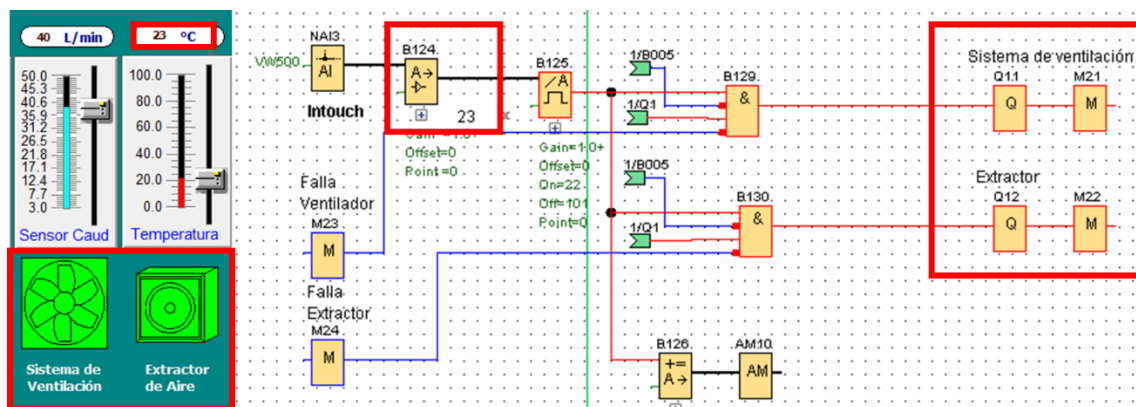 40 L/min
23 °C
50.0
45.3
40.6
35.9
31.2
26.5
21.8
17.1
12.4
7.7
3.0
Sensor Caud
100.0
80.0
60.0
40.0
20.0
0.0
Temperatura
Sistema de
Ventilación
Extractor
de Aire
NAI3
VW500
AI
Intouch
B124
A→
23
Gain=1.0+
Offset=0
Point=0
B125
/A
Gain=1.0+
Offset=0
On=22
Off=101
Point=0
1/B005
1/Q1
B129
&
Sistema de ventilación
Q11
Q
M21
M
Falla
Ventilador
M23
M
1/B005
1/Q1
B130
&
Extractor
Q12
Q
M22
M
Falla
Extractor
M24
M
B126
+=
A→
AM10
AM